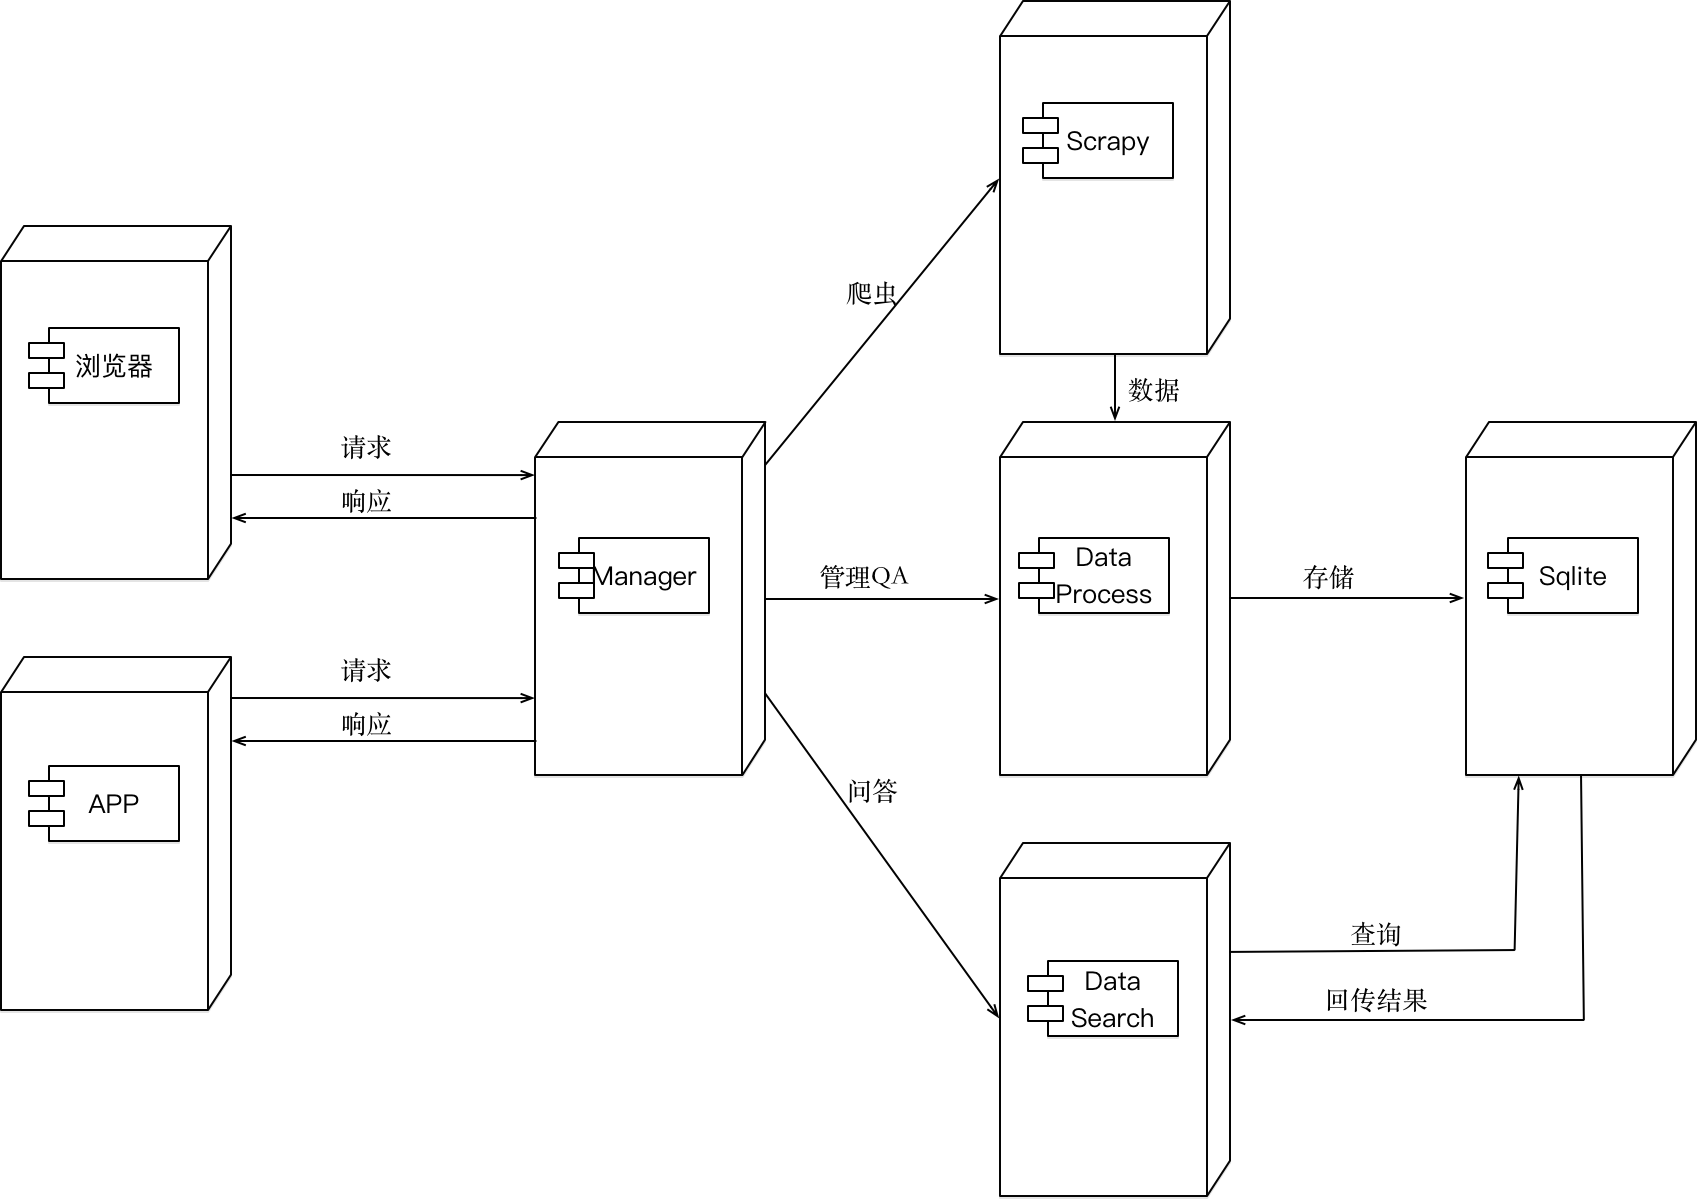 Scrapy
爬虫
浏览器
数据
请求
响应
Manager
管理QA
Data
Process
存储
Sqlite
请求
响应
APP
问答
查询
Data
Search
回传结果